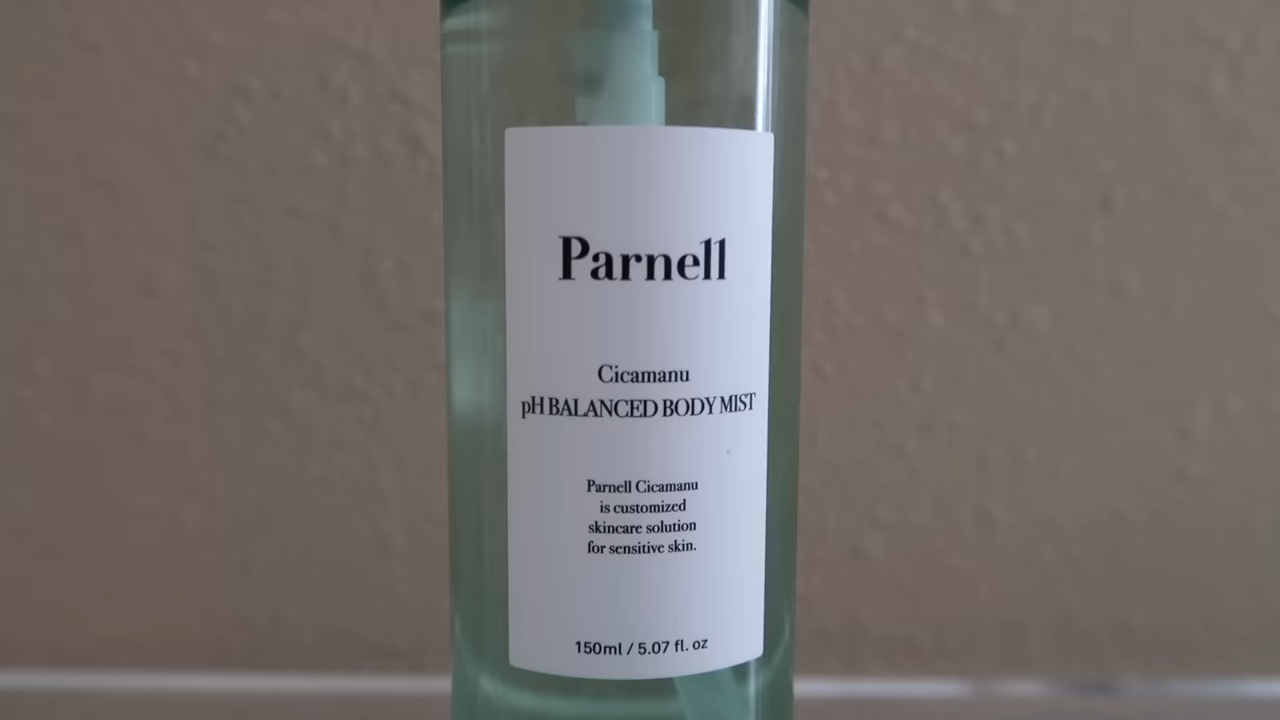 Parnell
Cicamanu
pH BALANCED BODY MIST
Parnell Cicamanu
is customized
skincare solution
for sensitive skin.
150ml / 5.07 fl. oz